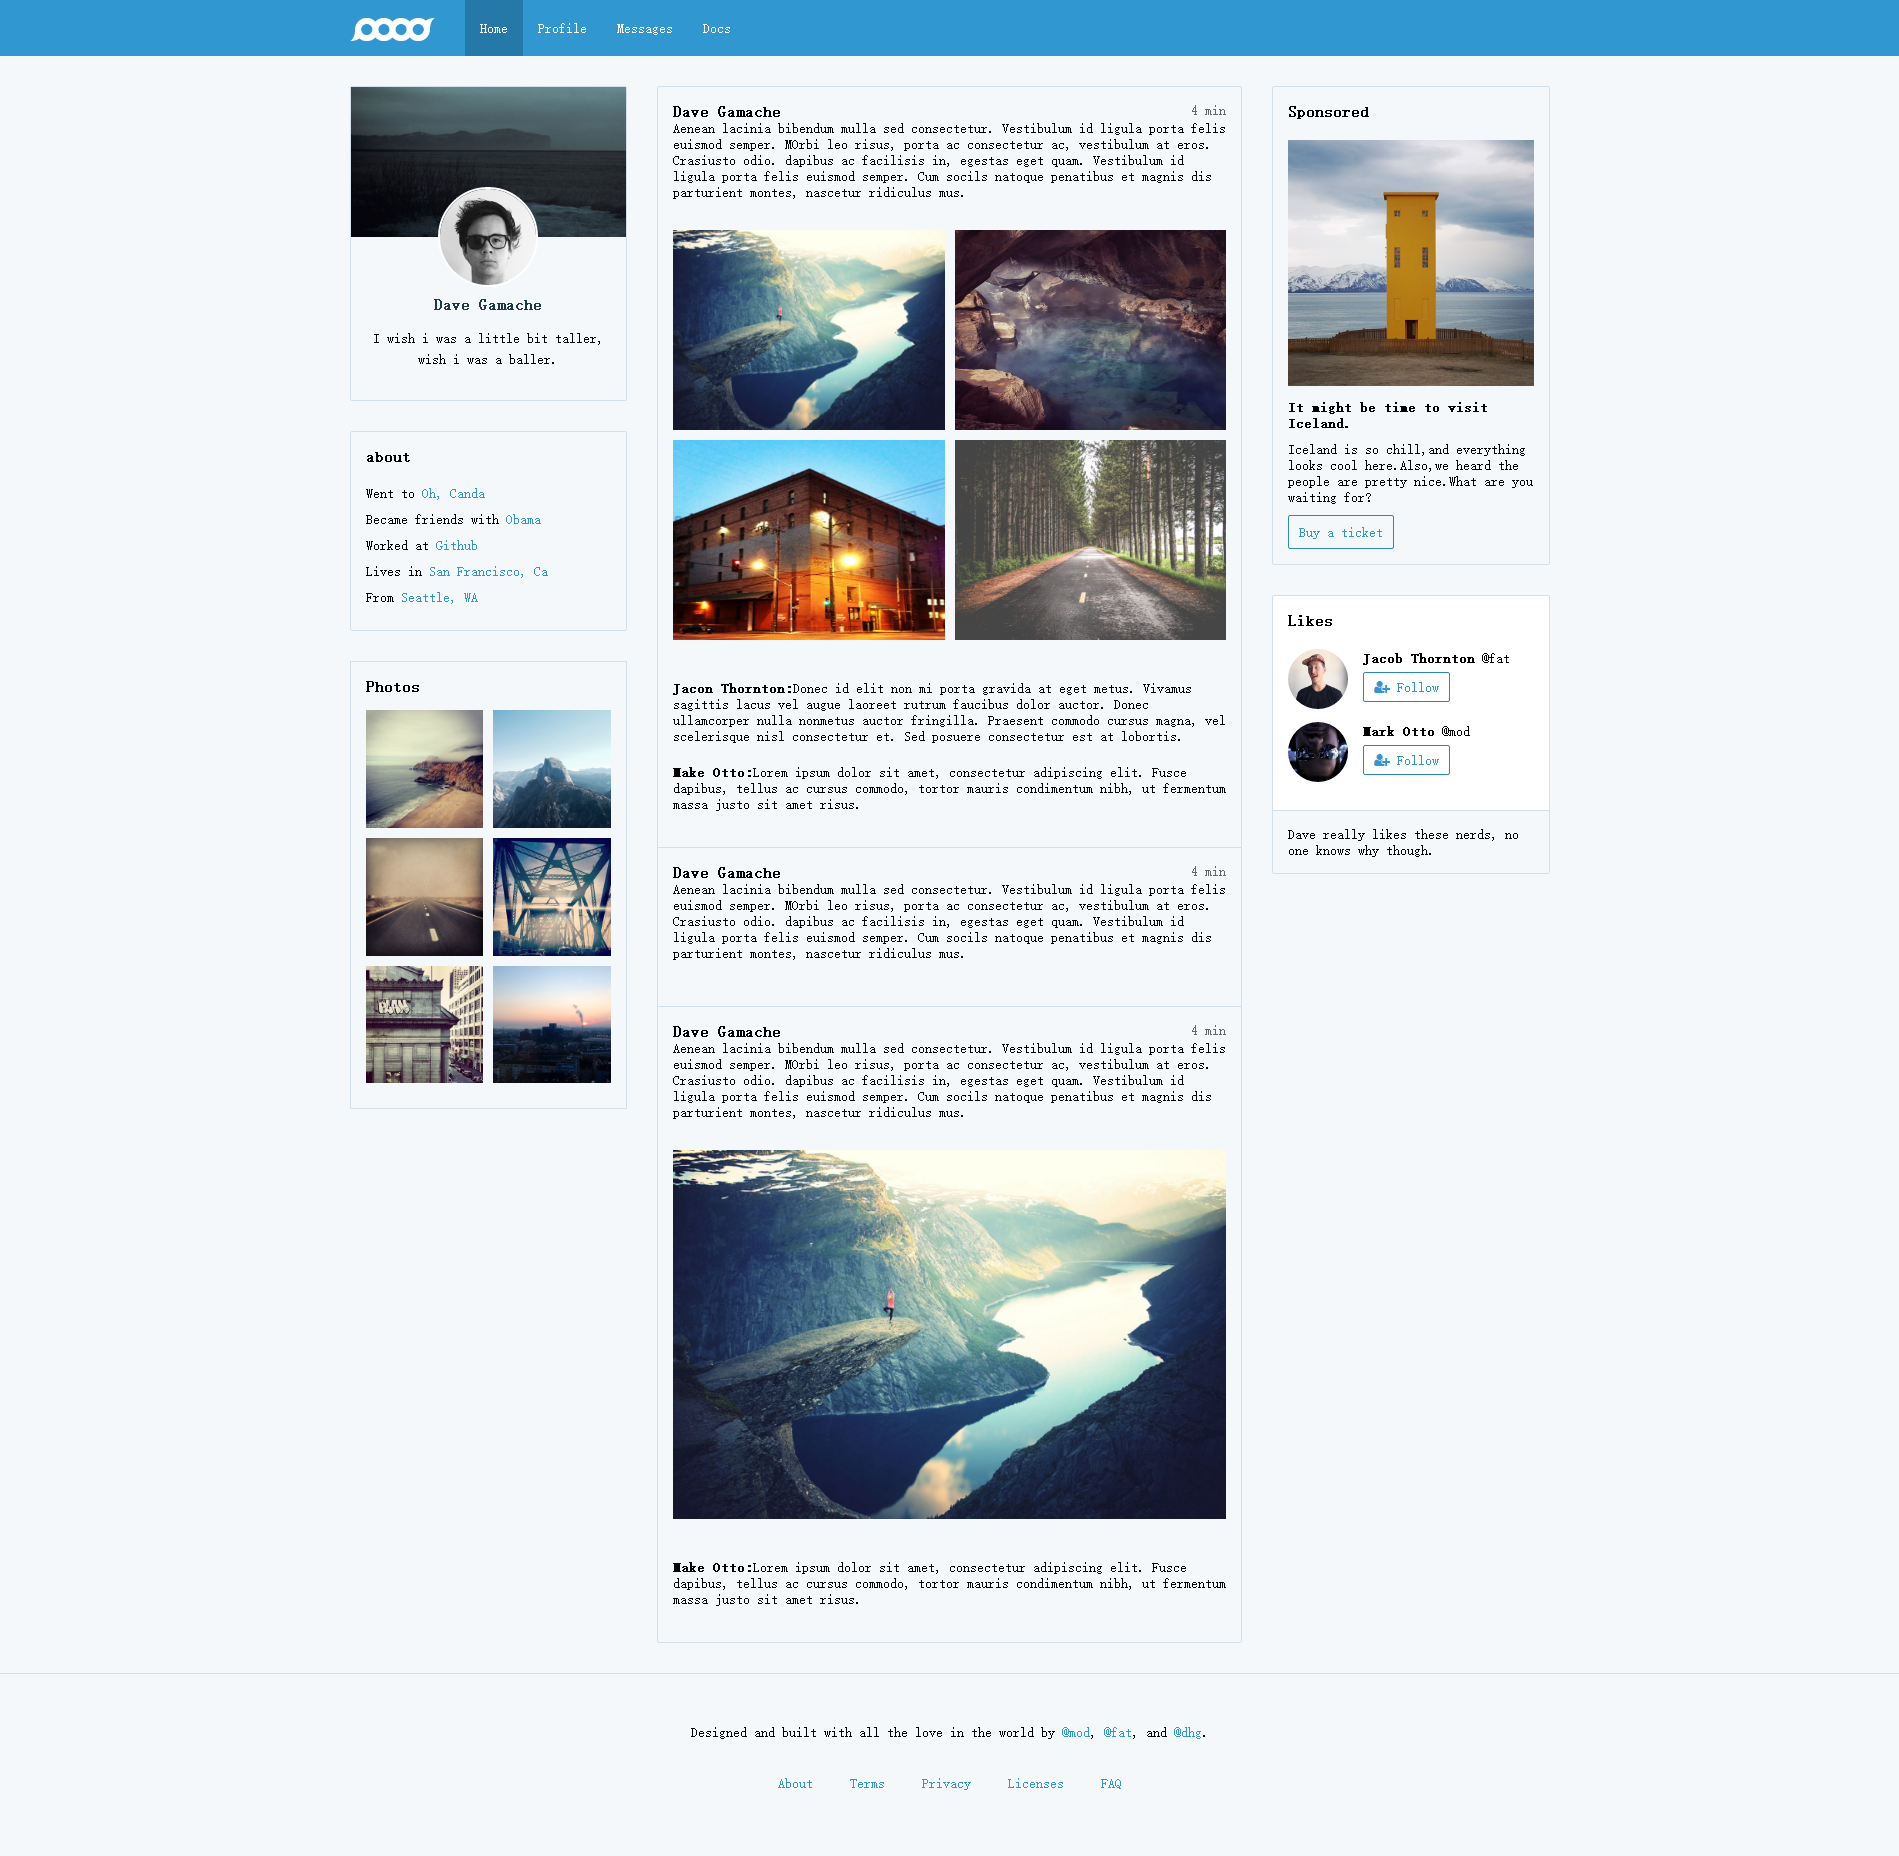 Home Profile Messages Docs
Dave Gamache
I wish i was a little bit taller,
wish i was a baller.
about
Went to Oh, Canda
Became friends with Obama
Worked at Github
Lives in San Francisco, Ca
From Seattle, WA
Photos
Dave Gamache 4 min
Aenean lacinia bibendum mulla sed consectetur. Vestibulum id ligula porta felis
euismod semper. MOrbi leo risus, porta ac consectetur ac, vestibulum at eros.
Crasiusto odio. dapibus ac facilisis in, egestas eget quam. Vestibulum id
ligula porta felis euismod semper. Cum socils natoque penatibus et magnis dis
parturient montes, nascetur ridiculus mus.
Jacon Thornton:Donec id elit non mi porta gravida at eget metus. Vivamus
sagittis lacus vel augue laoreet rutrum faucibus dolor auctor. Donec
ullamcorper nulla nonmetus auctor fringilla. Praesent commodo cursus magna, vel
scelerisque nisl consectetur et. Sed posuere consectetur est at lobortis.
Make Otto:Lorem ipsum dolor sit amet, consectetur adipiscing elit. Fusce
dapibus, tellus ac cursus commodo, tortor mauris condimentum nibh, ut fermentum
massa justo sit amet risus.
Dave Gamache 4 min
Aenean lacinia bibendum mulla sed consectetur. Vestibulum id ligula porta felis
euismod semper. MOrbi leo risus, porta ac consectetur ac, vestibulum at eros.
Crasiusto odio. dapibus ac facilisis in, egestas eget quam. Vestibulum id
ligula porta felis euismod semper. Cum socils natoque penatibus et magnis dis
parturient montes, nascetur ridiculus mus.
Dave Gamache 4 min
Aenean lacinia bibendum mulla sed consectetur. Vestibulum id ligula porta felis
euismod semper. MOrbi leo risus, porta ac consectetur ac, vestibulum at eros.
Crasiusto odio. dapibus ac facilisis in, egestas eget quam. Vestibulum id
ligula porta felis euismod semper. Cum socils natoque penatibus et magnis dis
parturient montes, nascetur ridiculus mus.
Make Otto:Lorem ipsum dolor sit amet, consectetur adipiscing elit. Fusce
dapibus, tellus ac cursus commodo, tortor mauris condimentum nibh, ut fermentum
massa justo sit amet risus.
Sponsored
It might be time to visit
Iceland.
Iceland is so chill,and everything
looks cool here.Also,we heard the
people are pretty nice.What are you
waiting for?
Buy a ticket
Likes
Jacob Thornton @fat
Follow
Mark Otto @mod
Follow
Dave really likes these nerds, no
one knows why though.
Designed and built with all the love in the world by @mod, @fat, and @dhg.
About Terms Privacy Licenses FAQ